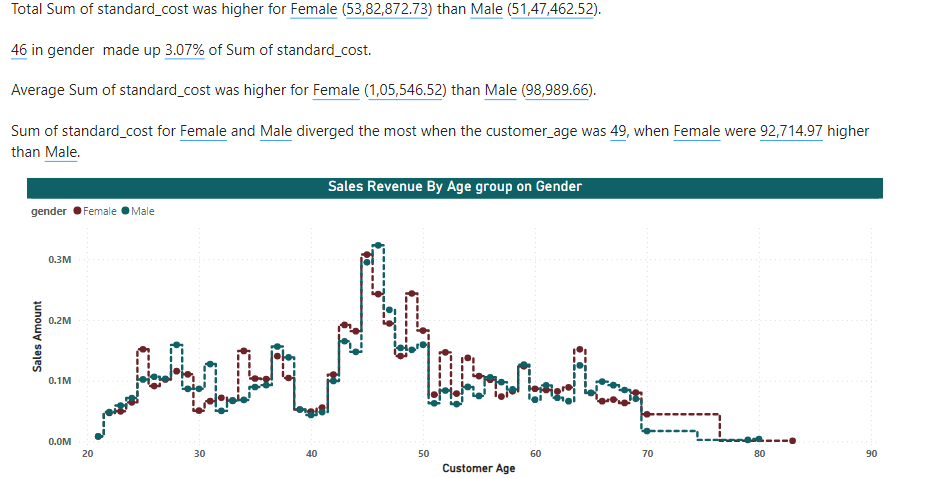 Total Sum of standard_cost was higher for Female (53,82,872.73) than Male (51,47,462.52).
46 in gender made up 3.07% of Sum of standard_cost.
Average Sum of standard_cost was higher for Female (1,05,546.52) than Male (98,989.66).
Sum of standard_cost for Female and Male diverged the most when the customer_age was 49, when Female were 92,714.97 higher
than Male.
Sales Revenue By Age group on Gender
gender Female Male
Sales Amount
0.3M
0.2M
0.1M
0.0M
20 30 40 50 60 70 80 90
Customer Age